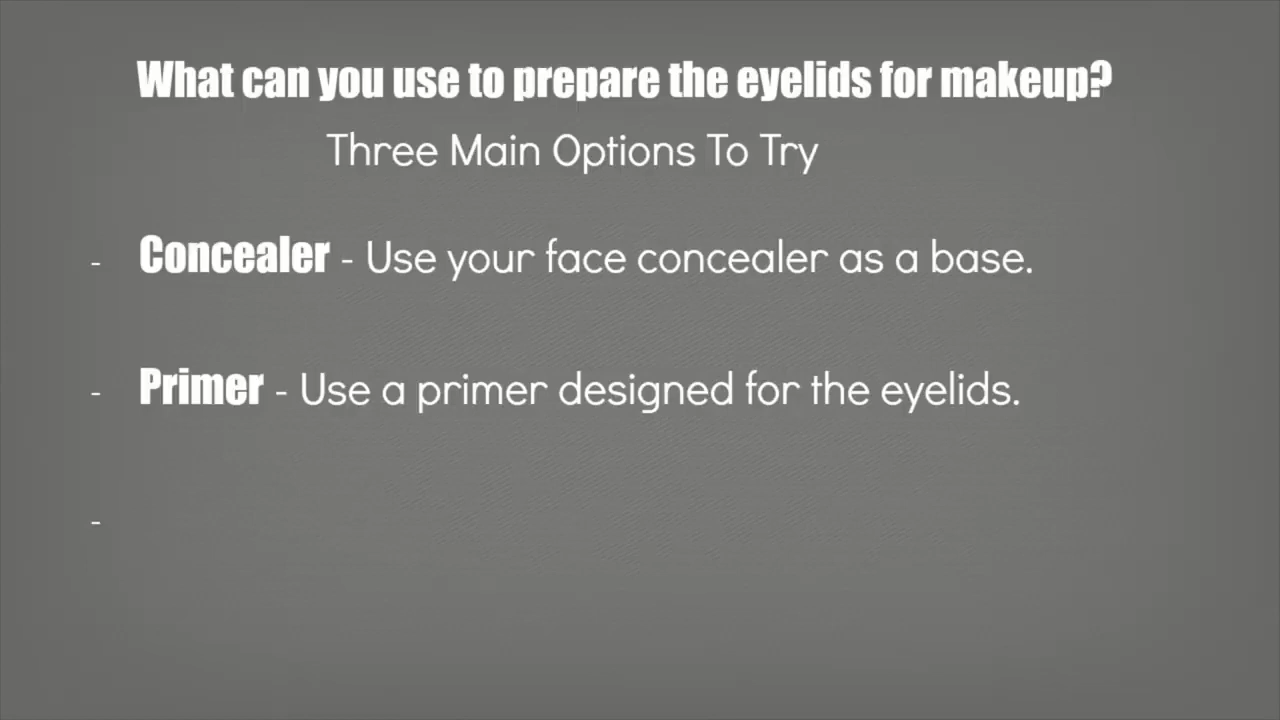 What can you use to prepare the eyelids for makeup?
Three Main Options To Try
- Concealer - Use your face concealer as a base.
- Primer - Use a primer designed for the eyelids.
-